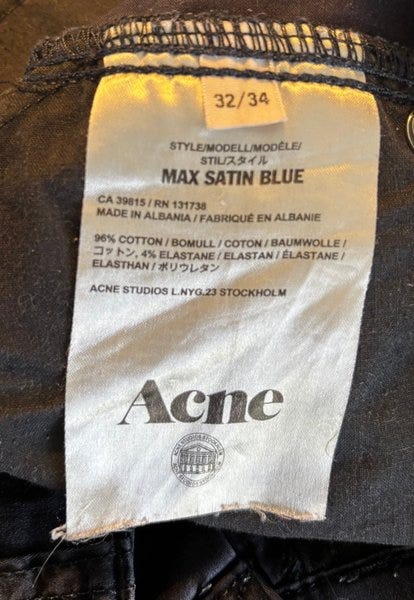 32/34
STYLE/MODELL/MODÈLE/
STIL/スタイル
MAX SATIN BLUE
CA 39815 / RN 131738
MADE IN ALBANIA / FABRIQUÉ EN ALBANIE
96% COTTON / BOMULL / COTON / BAUMWOLLE /
コットン, 4% ELASTANE / ELASTAN / ÉLASTANE /
ELASTHAN / ポリウレタン
ACNE STUDIOS L.NYG.23 STOCKHOLM
Acne